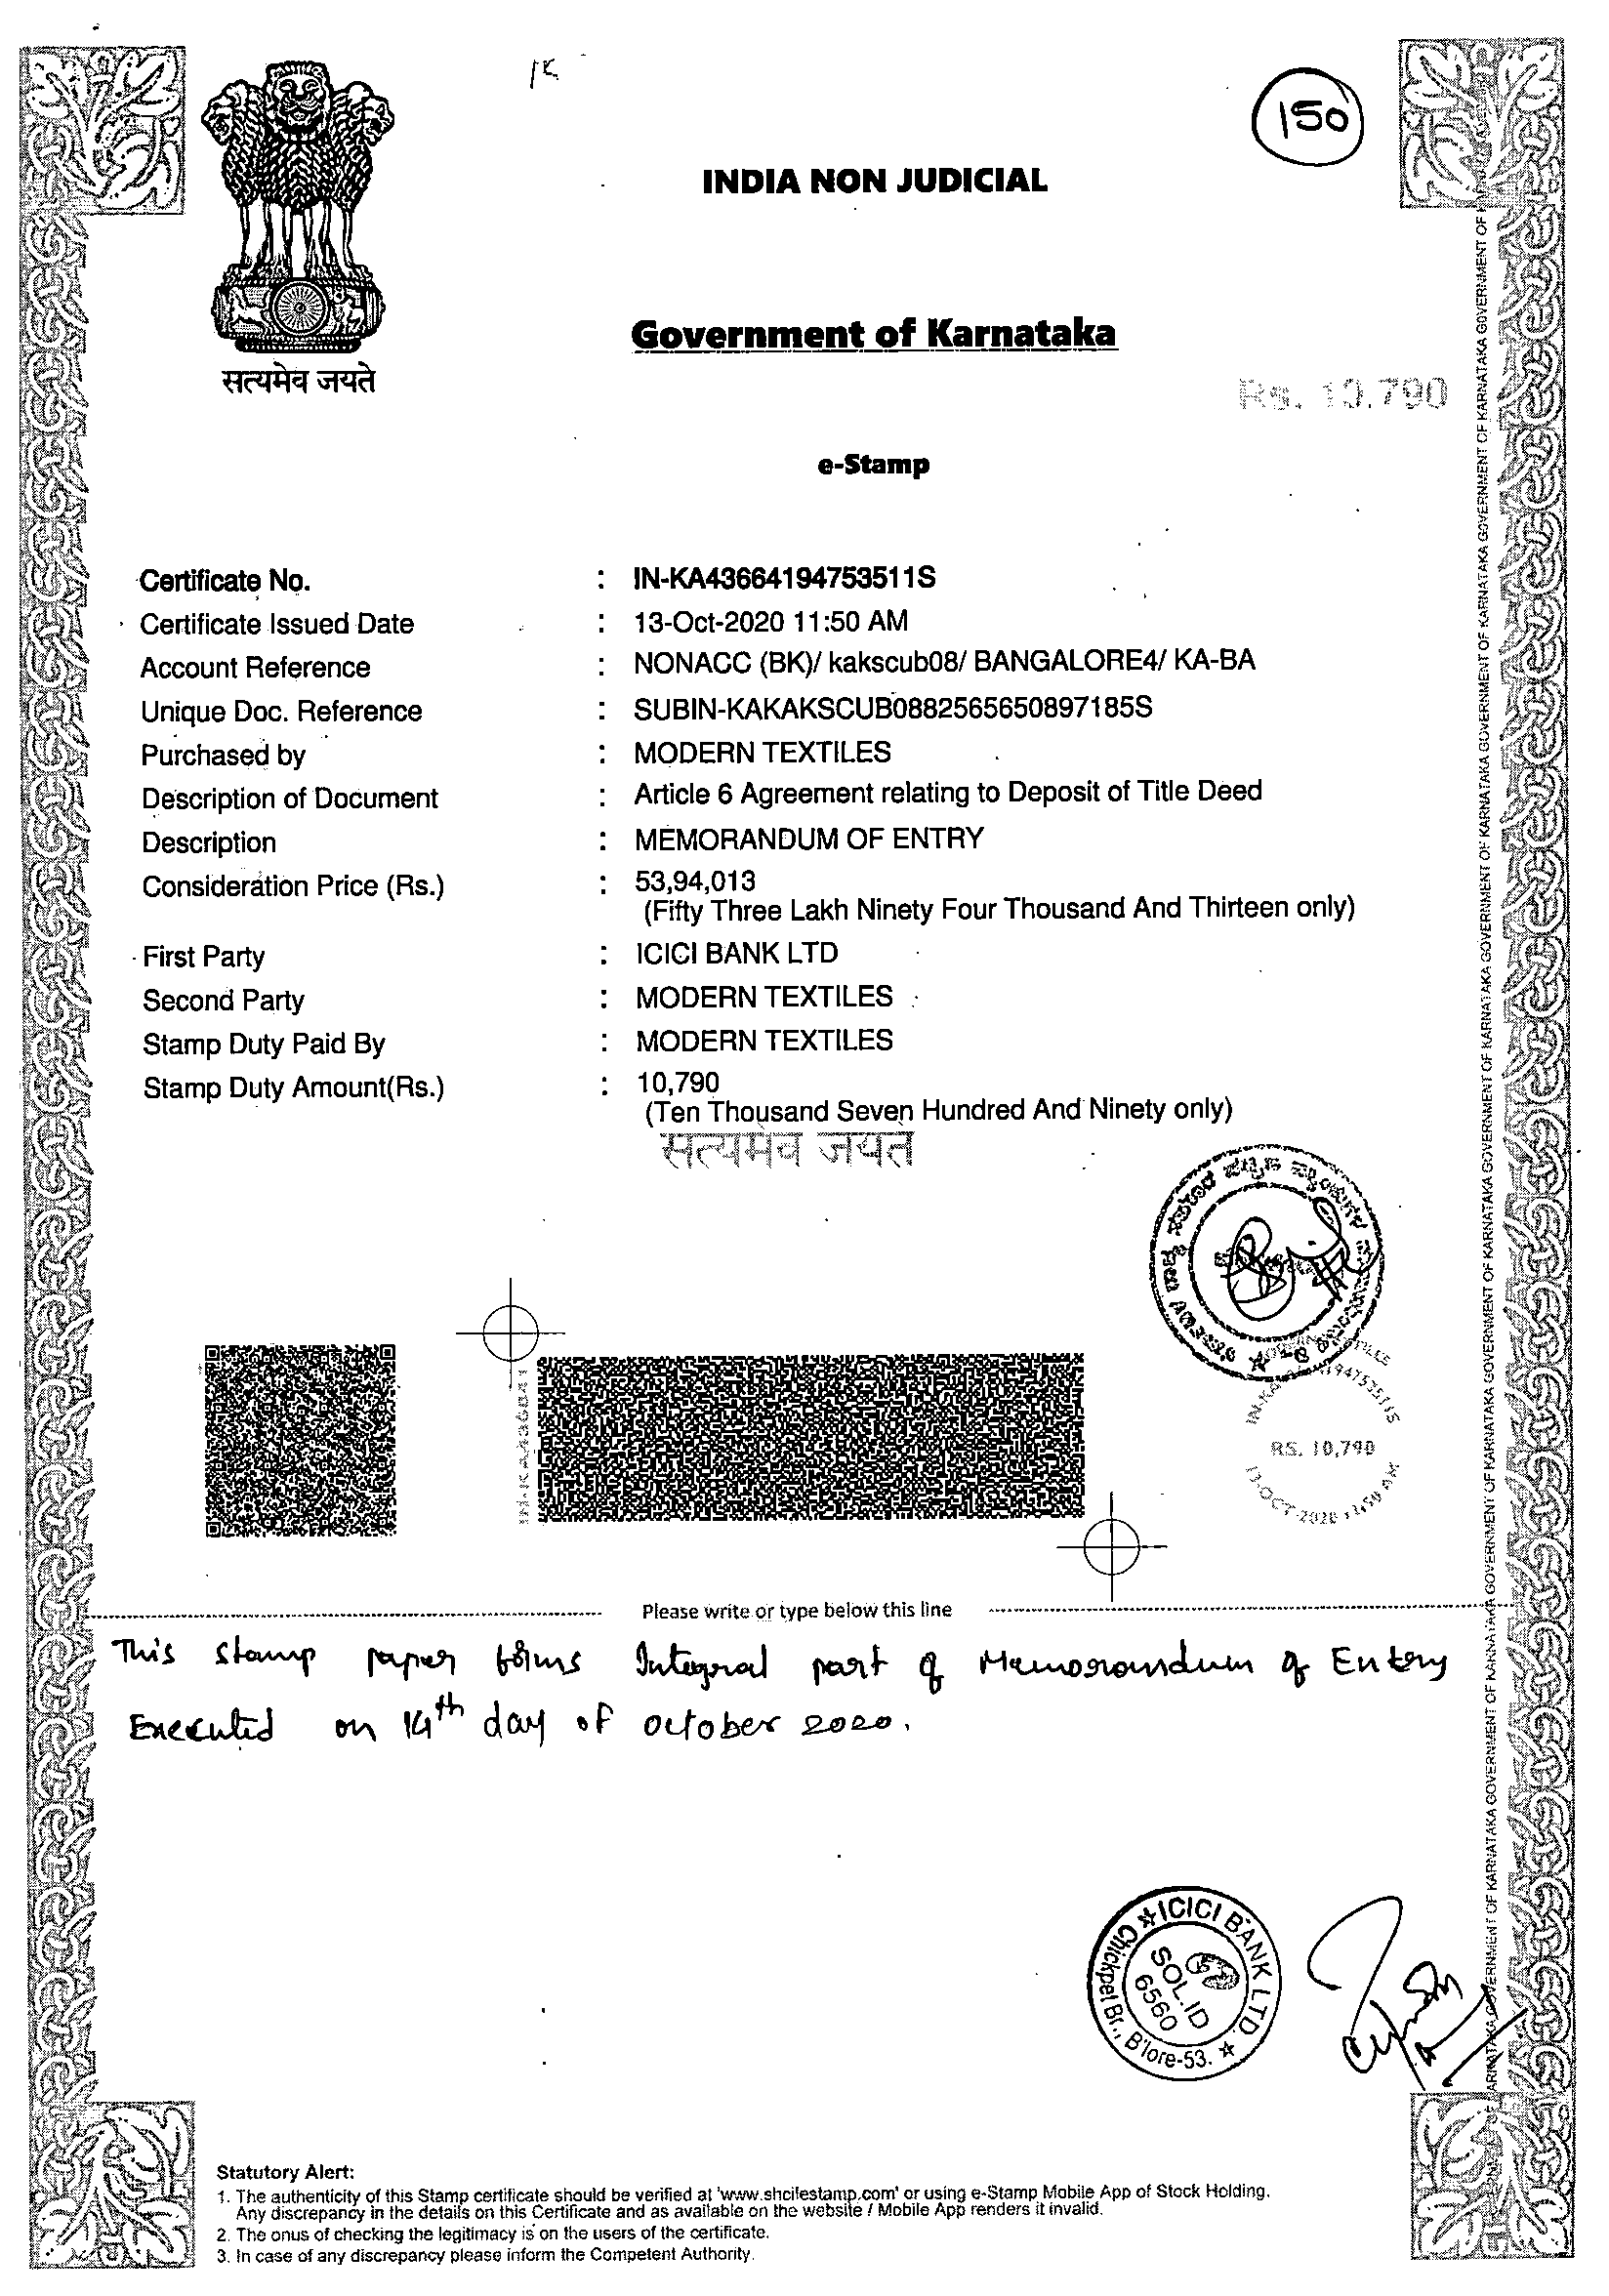 1K
150
INDIA NON JUDICIAL
Government of Karnataka
सत्यमेव जयते
Rs. 10,790
e-Stamp
Certificate No. : IN-KA43664194753511S
Certificate Issued Date : 13-Oct-2020 11:50 AM
Account Reference : NONACC (BK)/ kakscub08/ BANGALORE4/ KA-BA
Unique Doc. Reference : SUBIN-KAKAKSCUB0882565650897185S
Purchased by : MODERN TEXTILES
Description of Document : Article 6 Agreement relating to Deposit of Title Deed
Description : MEMORANDUM OF ENTRY
Consideration Price (Rs.) : 53,94,013
(Fifty Three Lakh Ninety Four Thousand And Thirteen only)
First Party : ICICI BANK LTD
Second Party : MODERN TEXTILES
Stamp Duty Paid By : MODERN TEXTILES
Stamp Duty Amount(Rs.) : 10,790
(Ten Thousand Seven Hundred And Ninety only)
सत्यमेव जयते
RS. 10,790
13-OCT-2020 11:50 AM
Please write or type below this line
This stamp paper forms Integral part of Memorandum of Entry
Executed on 14th day of october 2020.
ICICI BANK LTD.
Chickpet Br., B'lore-53.
SOL.ID
6560
Statutory Alert:
1. The authenticity of this Stamp certificate should be verified at 'www.shcilestamp.com' or using e-Stamp Mobile App of Stock Holding.
Any discrepancy in the details on this Certificate and as available on the website / Mobile App renders it invalid.
2. The onus of checking the legitimacy is on the users of the certificate.
3. In case of any discrepancy please inform the Competent Authority.
GOVERNMENT OF KARNATAKA GOVERNMENT OF KARNATAKA GOVERNMENT OF KARNATAKA